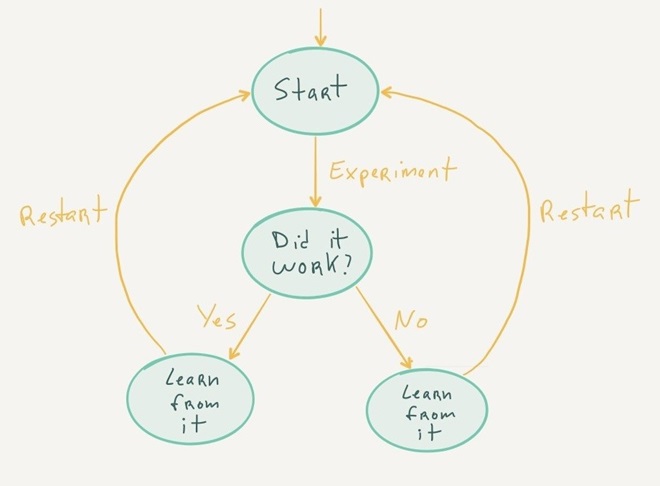 Start
Experiment
Restart
Restart
Did it
work?
Yes
No
Learn
from
it
Learn
from
it